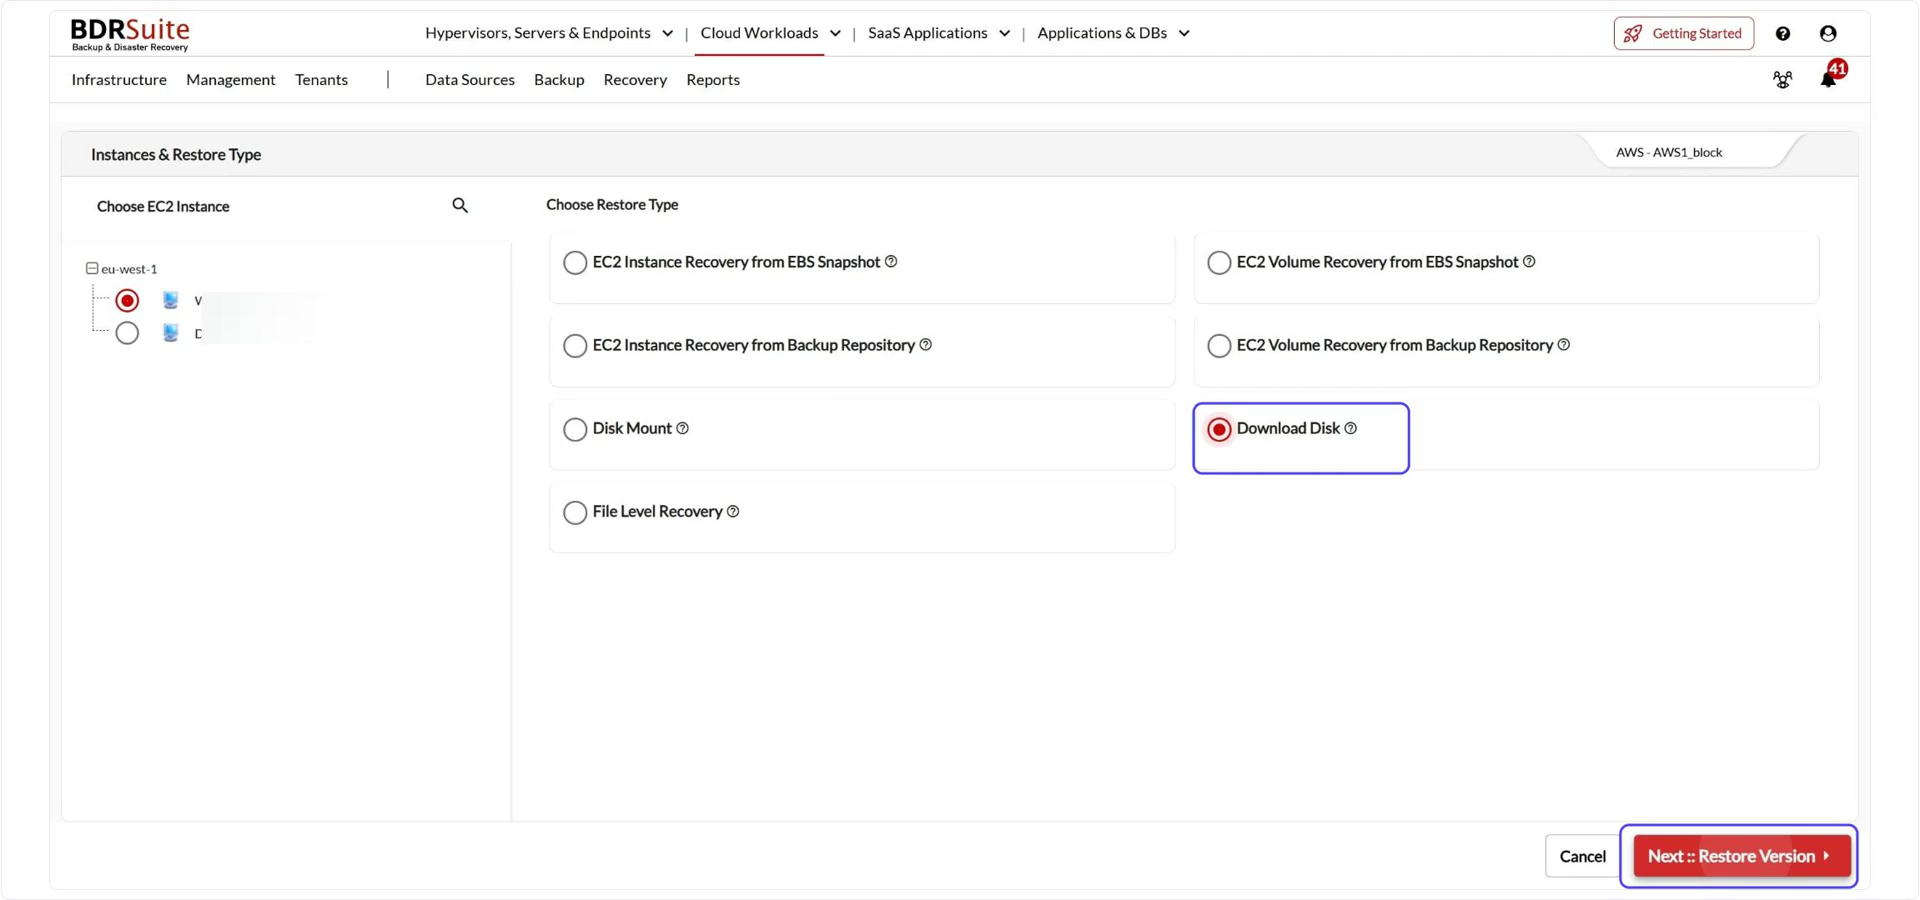 BDRSuite
Backup & Disaster Recovery
Hypervisors, Servers & Endpoints | Cloud Workloads | SaaS Applications | Applications & DBs
Getting Started
Infrastructure Management Tenants | Data Sources Backup Recovery Reports
41
Instances & Restore Type
AWS - AWS1_block
Choose EC2 Instance
Choose Restore Type
eu-west-1
EC2 Instance Recovery from EBS Snapshot
EC2 Volume Recovery from EBS Snapshot
EC2 Instance Recovery from Backup Repository
EC2 Volume Recovery from Backup Repository
Disk Mount
Download Disk
File Level Recovery
Cancel
Next :: Restore Version